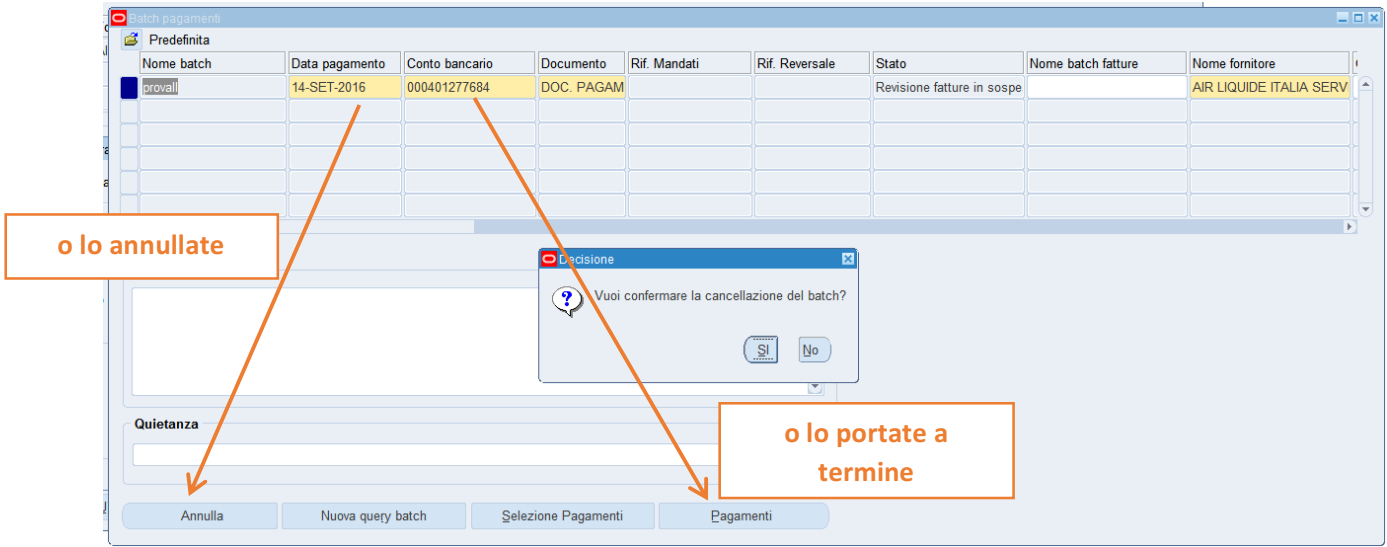 Batch pagamenti
Predefinita
Nome batch Data pagamento Conto bancario Documento Rif. Mandati Rif. Reversale Stato Nome batch fatture Nome fornitore
provall 14-SET-2016 000401277684 DOC. PAGAM Revisione fatture in sospe AIR LIQUIDE ITALIA SERV
o lo annullate
Decisione
Vuoi confermare la cancellazione del batch?
SI No
Quietanza
o lo portate a
termine
Annulla Nuova query batch Selezione Pagamenti Pagamenti